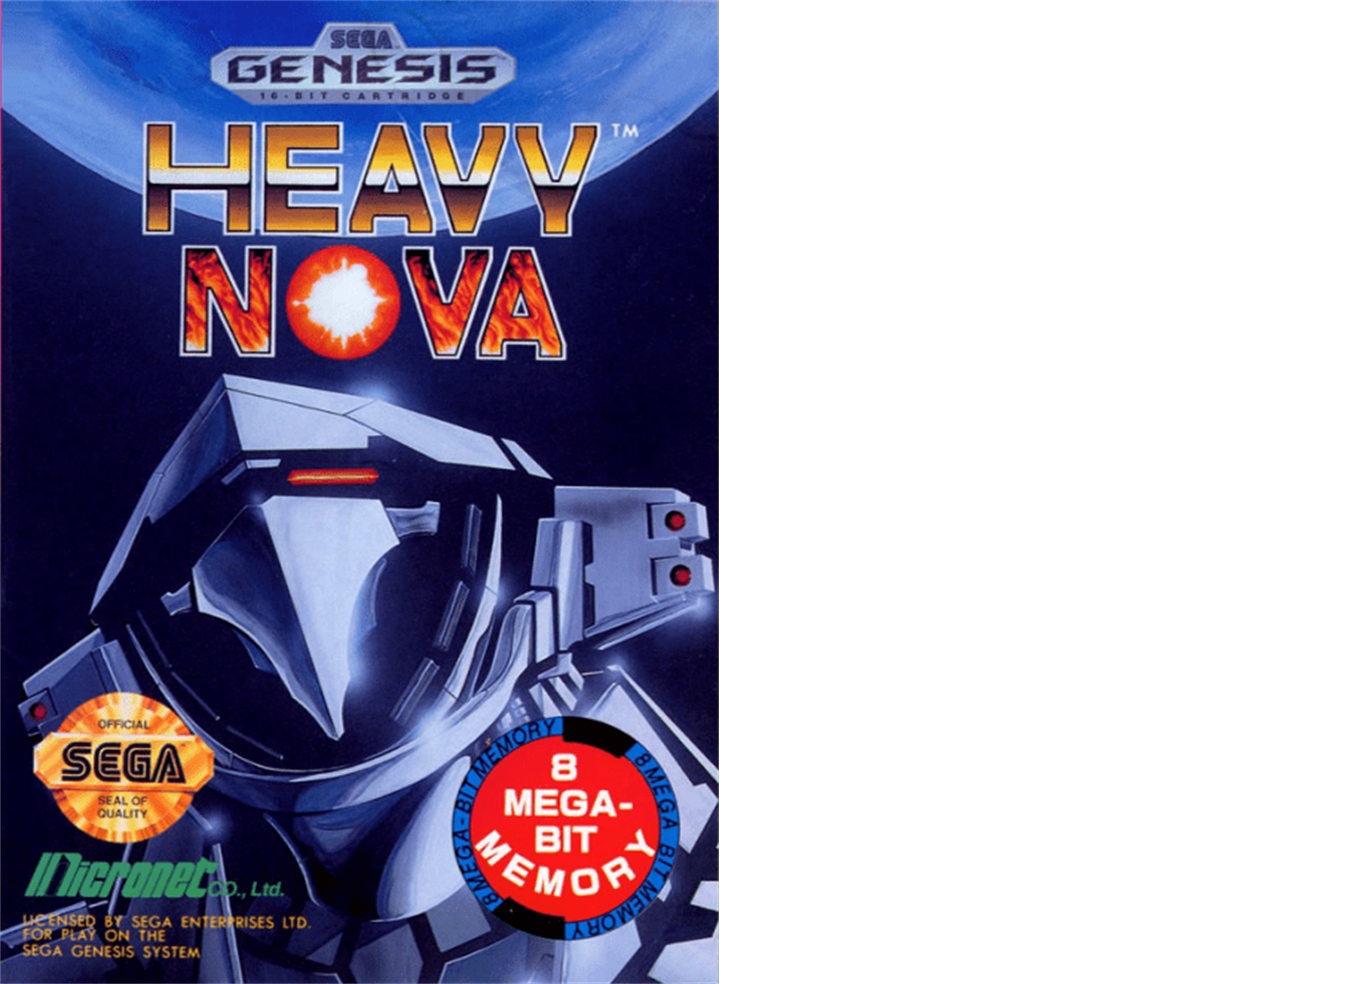 SEGA
GENESIS
16-BIT CARTRIDGE
HEAVY™
NOVA
OFFICIAL
SEGA
SEAL OF
QUALITY
8 MEGA-BIT MEMORY
8 MEGA BIT MEMORY
8
MEGA-
BIT
MEMORY
Micronet CO., Ltd.
LICENSED BY SEGA ENTERPRISES LTD.
FOR PLAY ON THE
SEGA GENESIS SYSTEM